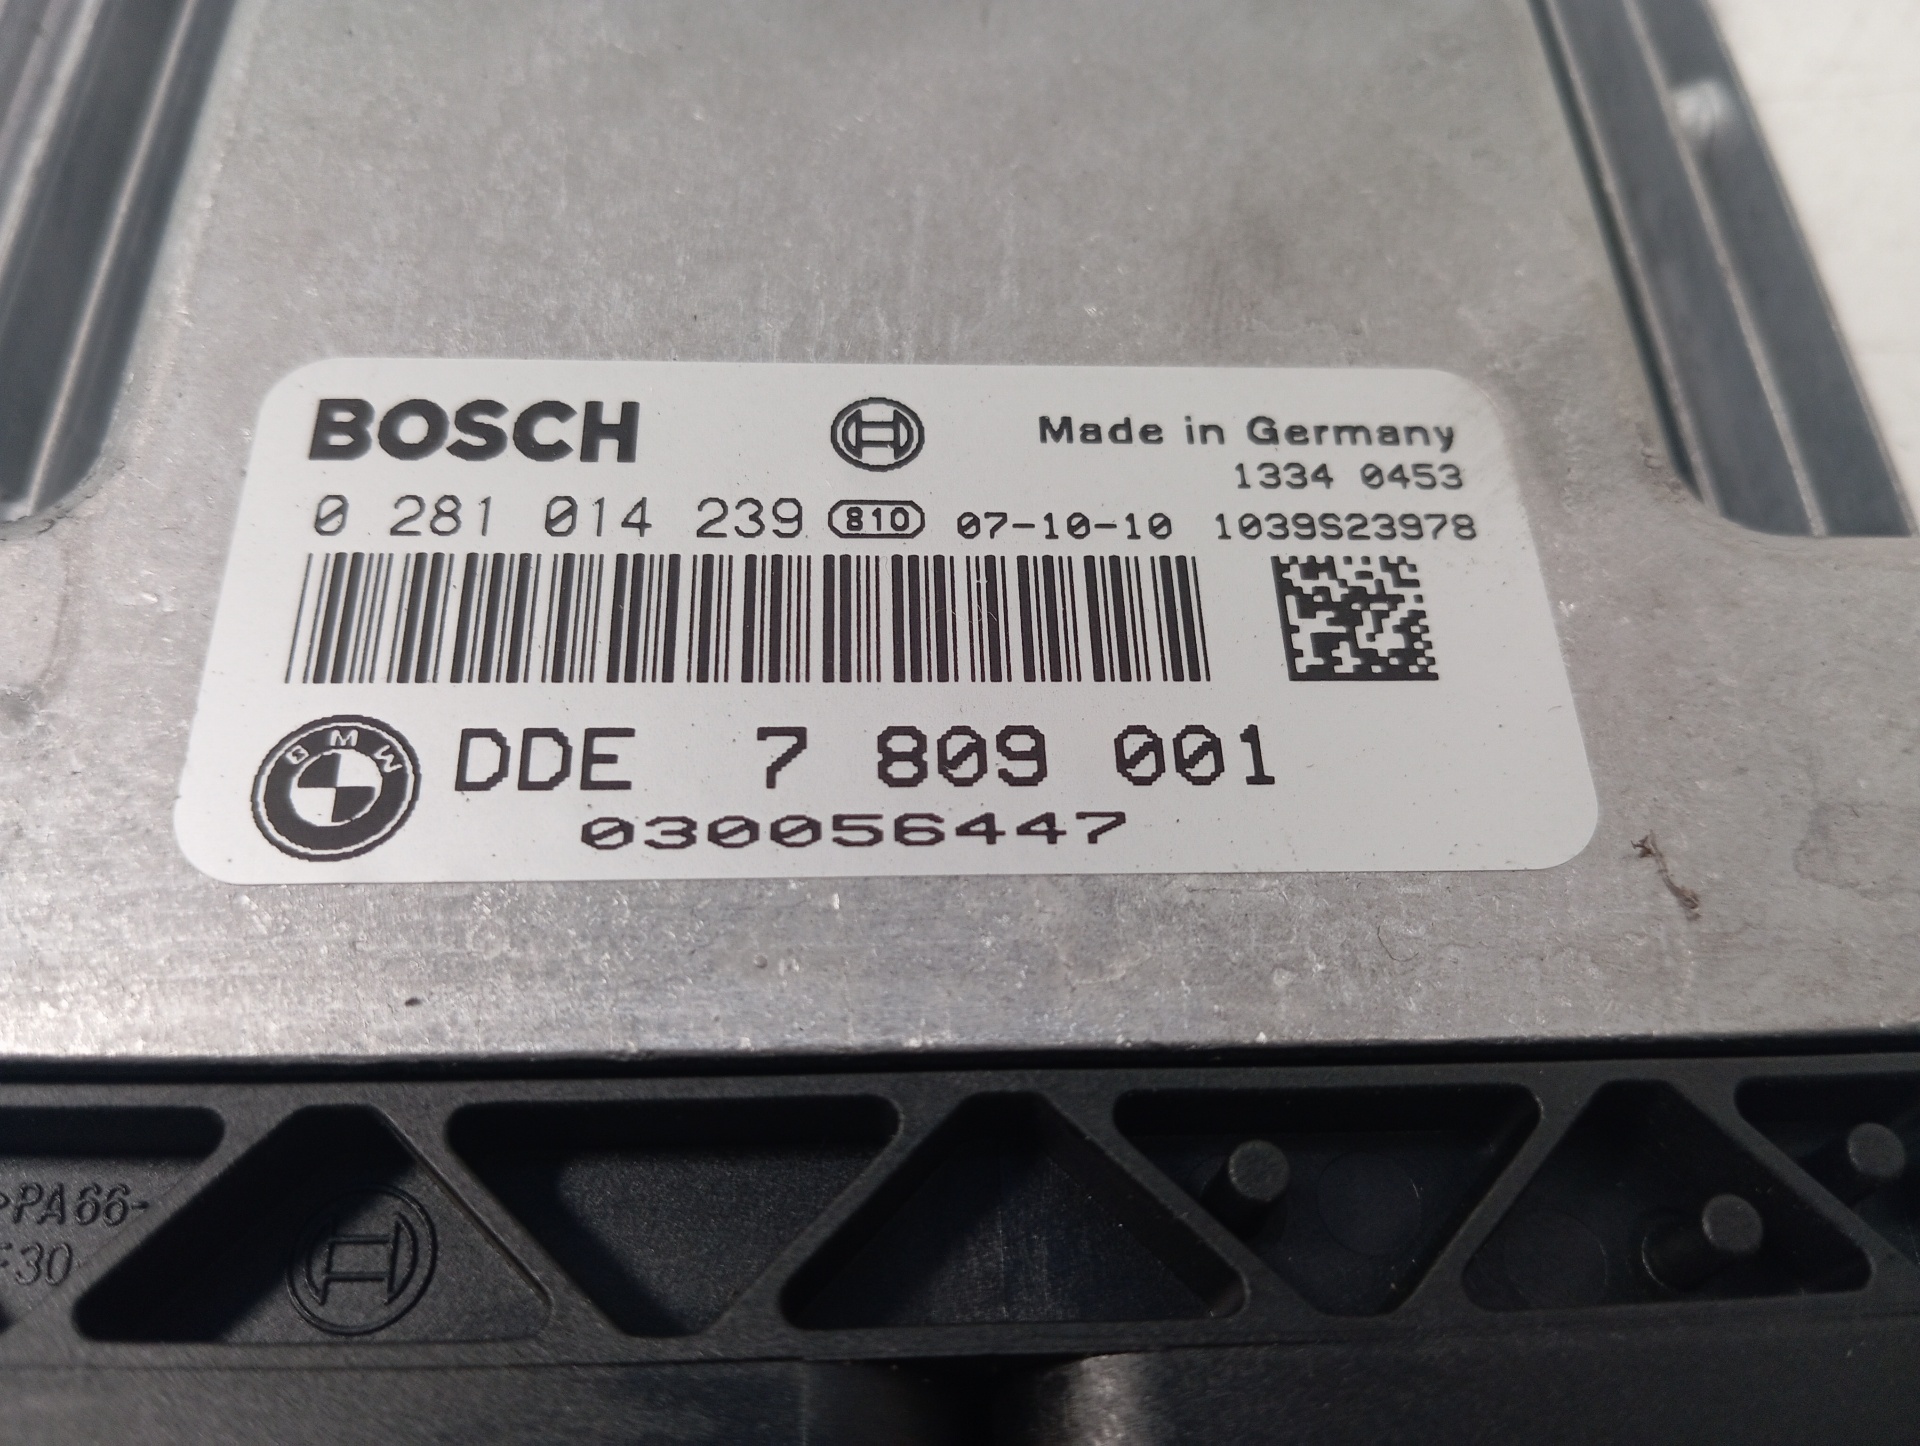 BOSCH
Made in Germany
1334 0453
0 281 014 239 810 07-10-10 1039S23978
BMW
DDE 7 809 001
030056447
>PA66-
F30